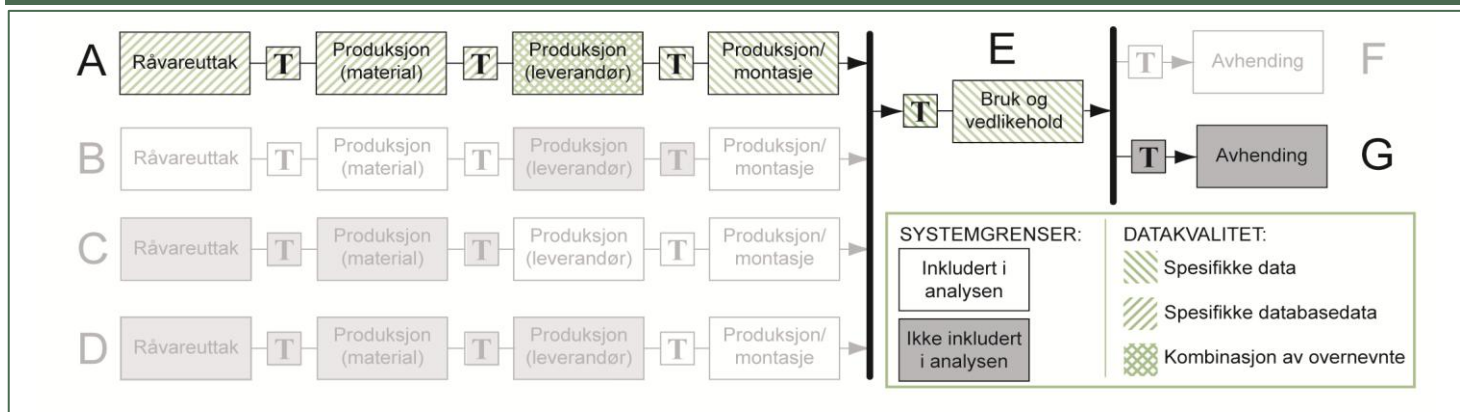 A
Råvareuttak
T
Produksjon
(material)
T
Produksjon
(leverandør)
T
Produksjon/
montasje
B
Råvareuttak
T
Produksjon
(material)
T
Produksjon
(leverandør)
T
Produksjon/
montasje
C
Råvareuttak
T
Produksjon
(material)
T
Produksjon
(leverandør)
T
Produksjon/
montasje
D
Råvareuttak
T
Produksjon
(material)
T
Produksjon
(leverandør)
T
Produksjon/
montasje
E
T
Bruk og
vedlikehold
T
Avhending
F
T
Avhending
G
SYSTEMGRENSER:
Inkludert i
analysen
Ikke inkludert
i analysen
DATAKVALITET:
Spesifikke data
Spesifikke databasedata
Kombinasjon av overnevnte